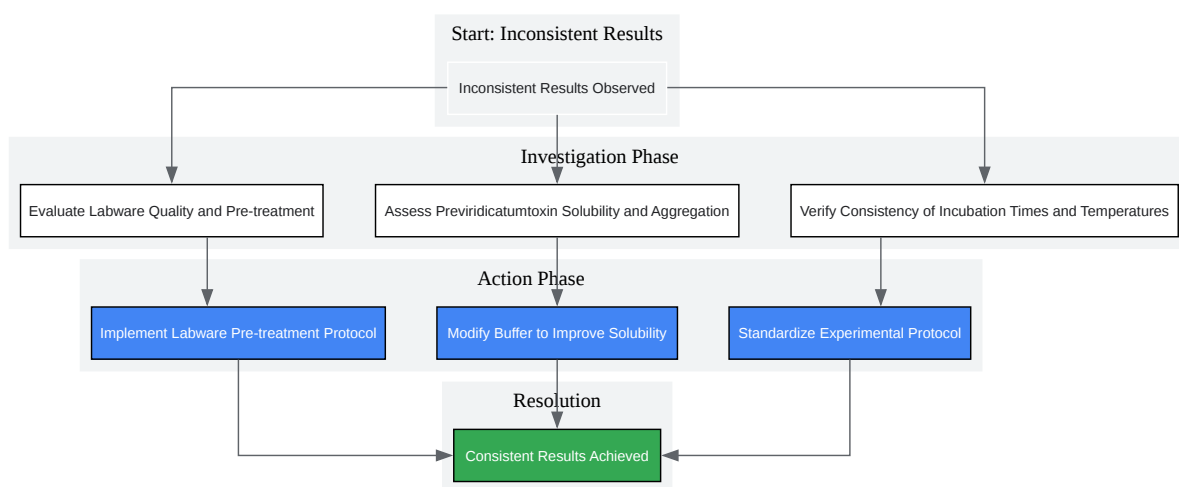 Start: Inconsistent Results
Inconsistent Results Observed
Investigation Phase
Evaluate Labware Quality and Pre-treatment
Assess Previridicatumtoxin Solubility and Aggregation
Verify Consistency of Incubation Times and Temperatures
Action Phase
Implement Labware Pre-treatment Protocol
Modify Buffer to Improve Solubility
Standardize Experimental Protocol
Resolution
Consistent Results Achieved